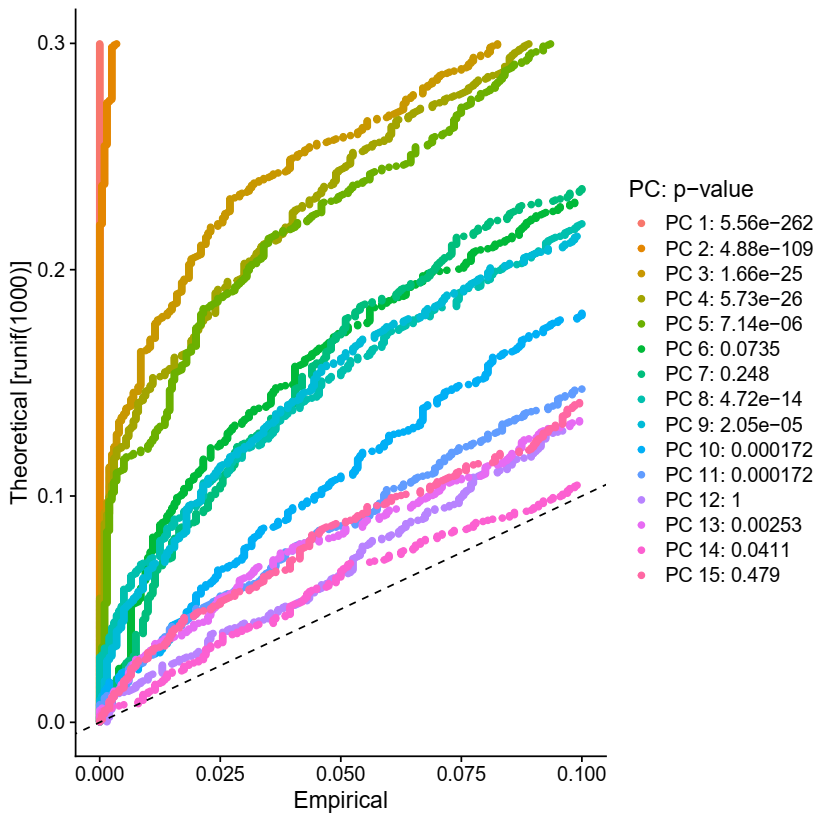 0.3
0.2
0.1
0.0
Theoretical [runif(1000)]
0.000 0.025 0.050 0.075 0.100
Empirical
PC: p−value
PC 1: 5.56e−262
PC 2: 4.88e−109
PC 3: 1.66e−25
PC 4: 5.73e−26
PC 5: 7.14e−06
PC 6: 0.0735
PC 7: 0.248
PC 8: 4.72e−14
PC 9: 2.05e−05
PC 10: 0.000172
PC 11: 0.000172
PC 12: 1
PC 13: 0.00253
PC 14: 0.0411
PC 15: 0.479